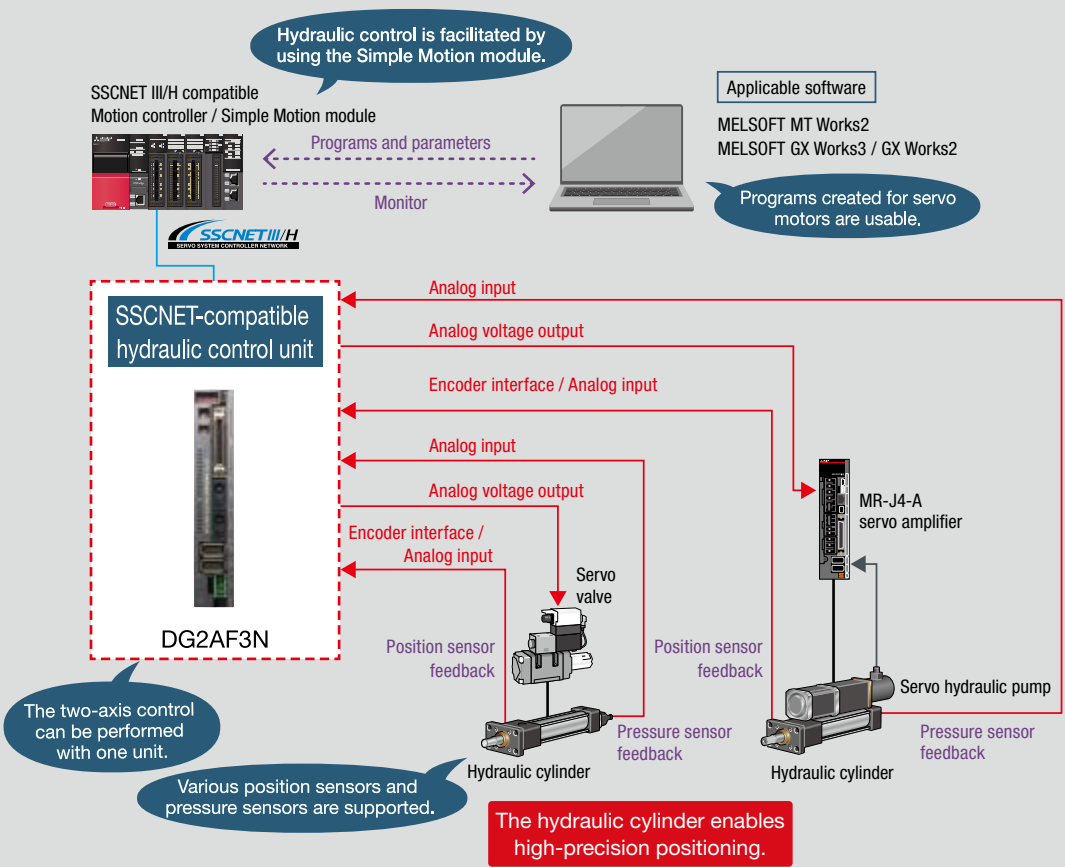 Hydraulic control is facilitated by
using the Simple Motion module.
SSCNET III/H compatible
Motion controller / Simple Motion module
Programs and parameters
Monitor
Applicable software
MELSOFT MT Works2
MELSOFT GX Works3 / GX Works2
Programs created for servo
motors are usable.
SSCNETIII/H
SERVO SYSTEM CONTROLLER NETWORK
SSCNET-compatible
hydraulic control unit
DG2AF3N
Analog input
Analog voltage output
Encoder interface / Analog input
Analog input
Analog voltage output
Encoder interface /
Analog input
MR-J4-A
servo amplifier
Servo
valve
Position sensor
feedback
Position sensor
feedback
Servo hydraulic pump
The two-axis control
can be performed
with one unit.
Pressure sensor
feedback
Pressure sensor
feedback
Hydraulic cylinder
Hydraulic cylinder
Various position sensors and
pressure sensors are supported.
The hydraulic cylinder enables
high-precision positioning.